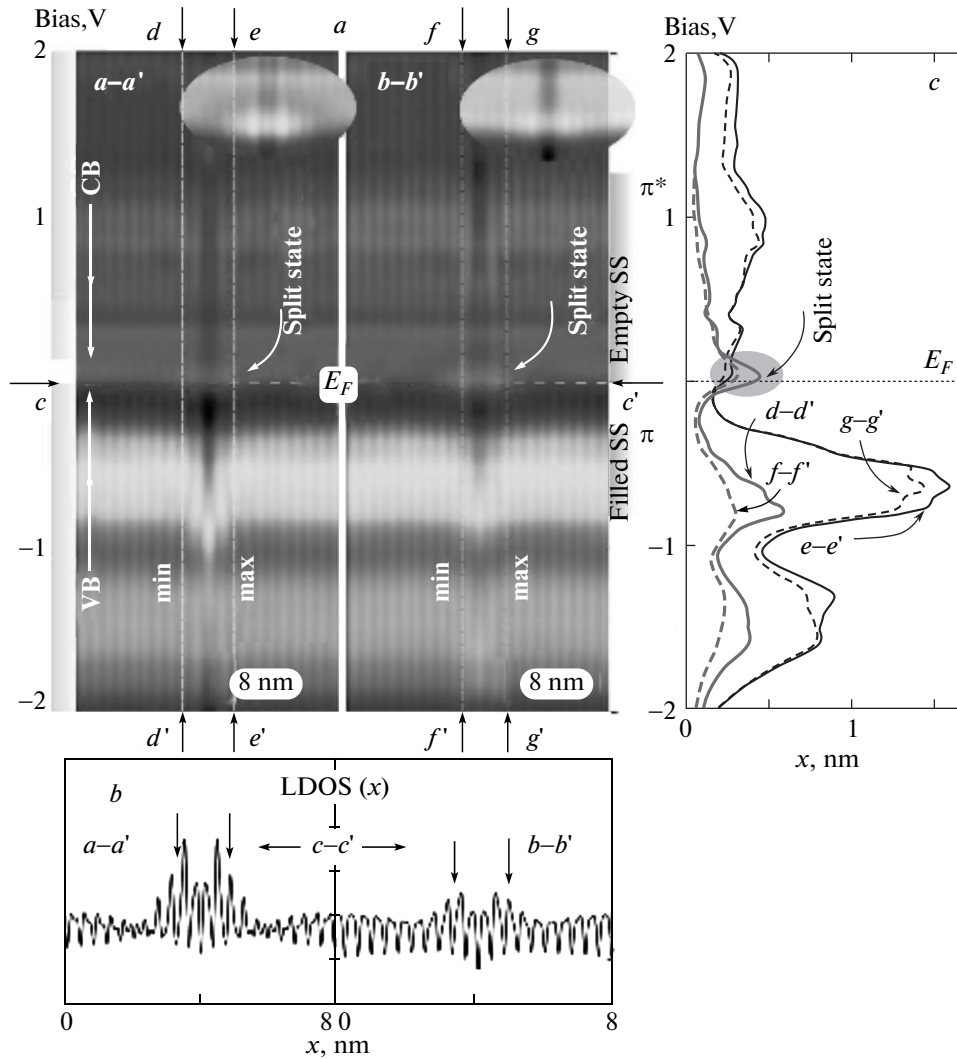 Bias,V
d
e
a
f
g
Bias,V
2
a–a'
b–b'
2
c
CB
1
π*
1
Split state
Split state
Empty SS
Split state
c
E_F
c'
E_F
π
d–d'
g–g'
f–f'
Filled SS
e–e'
–1
–1
VB
min
max
min
max
8 nm
8 nm
–2
–2
0
1
x, nm
d'
e'
f'
g'
b
LDOS (x)
a–a'
c–c'
b–b'
0
8
0
8
x, nm